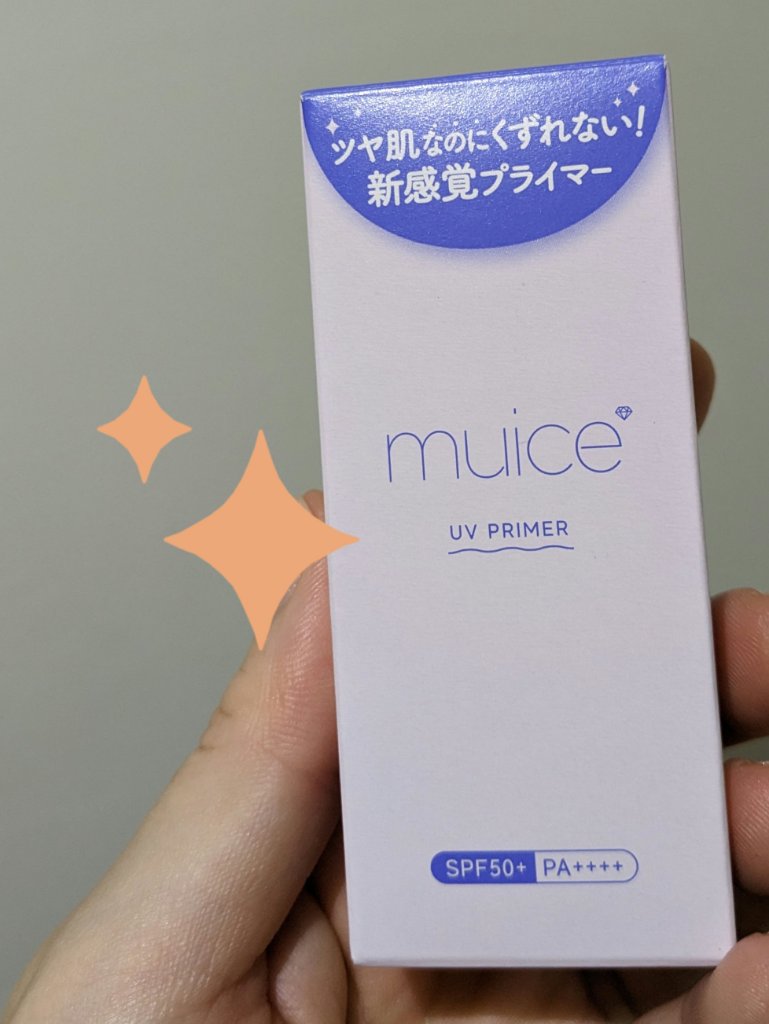 ツヤ肌なのにくずれない!
新感覚プライマー
muice
UV PRIMER
SPF50+ PA++++